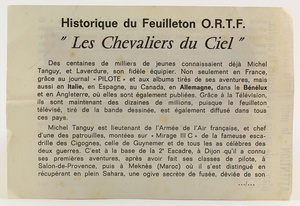 Historique du Feuilleton O.R.T.F.
" Les Chevaliers du Ciel "
Des centaines de milliers de jeunes connaissaient déjà Michel
Tanguy, et Laverdure, son fidèle équipier. Non seulement en France,
grâce au journal « PILOTE » et aux albums tirés de ses aventures, mais
aussi en Italie, en Espagne, au Canada, en Allemagne, dans le Bénélux
et en Angleterre, où elles sont également publiées. Grâce à la Télévision,
ils sont maintenant des dizaines de millions, puisque le feuilleton
télévisé, tiré de la bande dessinée, est également diffusé dans tous
ces pays.
Michel Tanguy est lieutenant de l'Armée de l'Air française, et chef
d'une des patrouilles, montées sur « Mirage III C » de la fameuse esca-
drille des Cigognes, celle de Guynemer et de tous les as célèbres des
deux guerres. C'est à la base de la 2e Escadre, à Dijon qu'il a connu
ses premières aventures, après avoir fait ses classes de pilote, à
Salon-de-Provence, puis à Meknès (Maroc) où il s'est distingué en
récupérant en plein Sahara, une ogive secrète de fusée, déviée de son
.../...